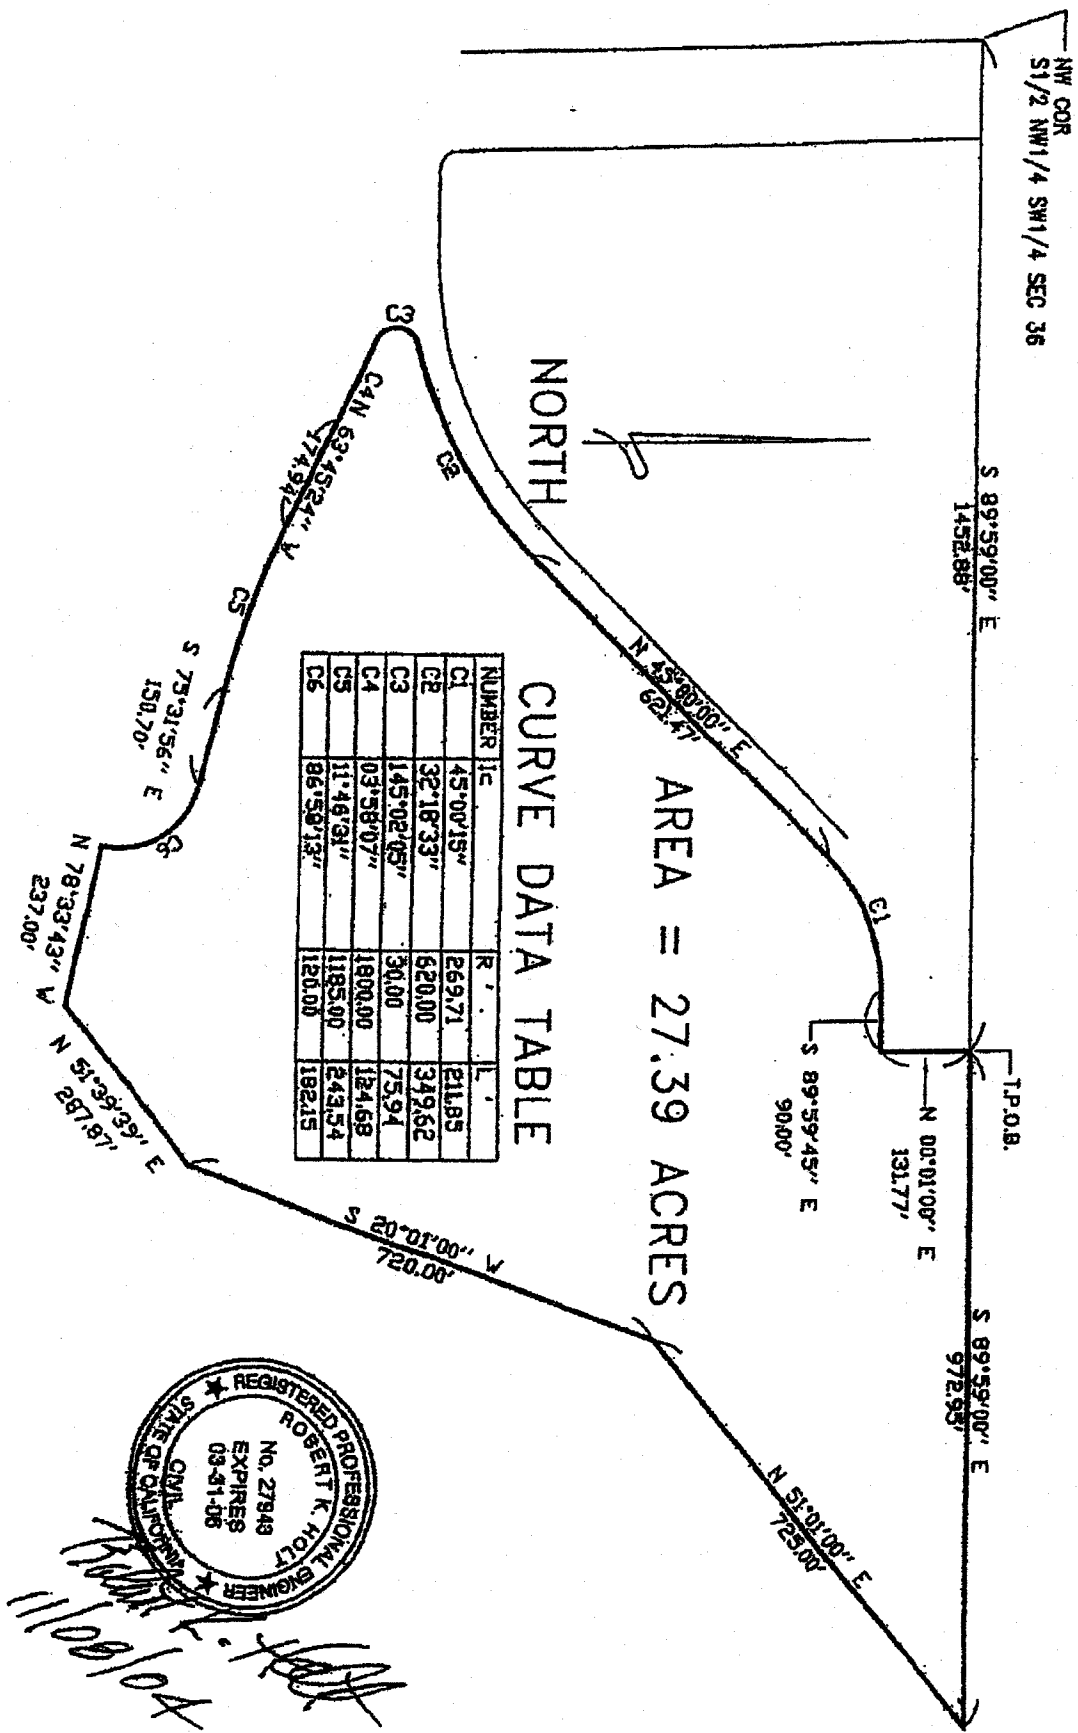 NW COR
S1/2 NW1/4 SW1/4 SEC 36
S 89°59'00" E
1452.88'
T.P.O.B.
S 89°59'00" E
972.95'
N 00°01'00" E
131.77'
S 89°59'45" E
90.00'
C1
NORTH
N 45°00'00" E
621.47'
AREA = 27.39 ACRES
N 51°01'00" E
725.00'
C2
C3
C4
N 63°45'24" W
174.94'
C5
S 75°31'56" E
150.70'
C6
N 78°33'43" W
237.00'
N 51°39'39" E
287.87'
S 20°01'00" W
720.00'
CURVE DATA TABLE
NUMBER R ' L '
C1 45°00'15" 269.71 211.85
C2 32°18'33" 620.00 349.62
C3 145°02'05" 30.00 75.94
C4 03°58'07" 1800.00 124.68
C5 11°46'31" 1185.00 243.54
C6 86°58'13" 120.00 182.15
REGISTERED PROFESSIONAL ENGINEER
ROBERT K. HOLT
No. 27943
EXPIRES
03-31-06
CIVIL
STATE OF CALIFORNIA
11/08/04